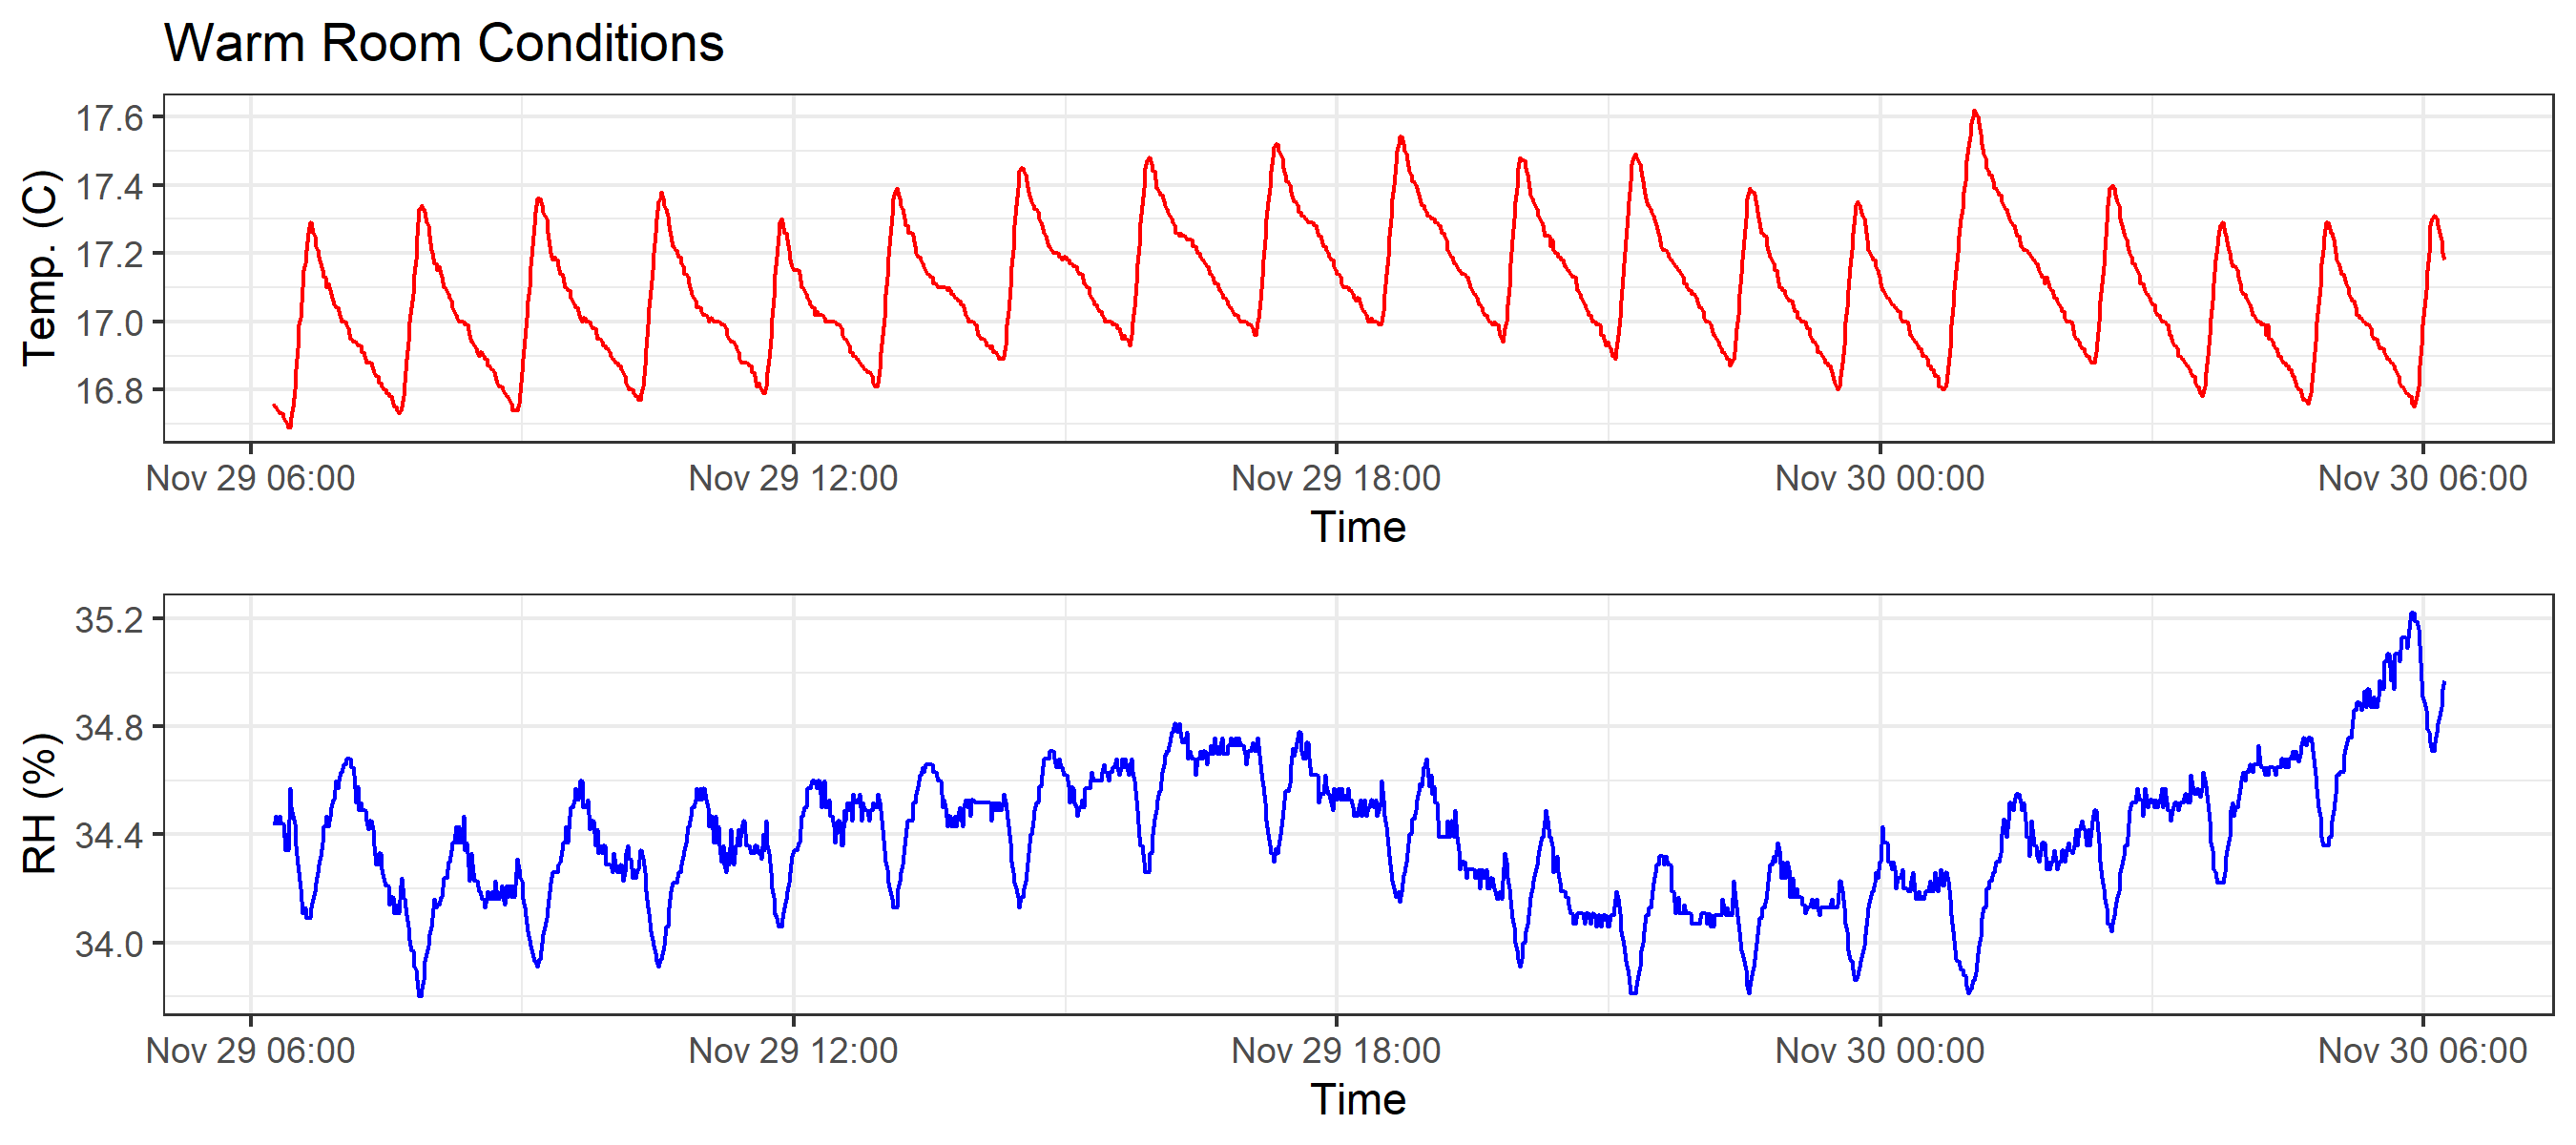 Warm Room Conditions
Temp. (C)
17.6
17.4
17.2
17.0
16.8
Nov 29 06:00 Nov 29 12:00 Nov 29 18:00 Nov 30 00:00 Nov 30 06:00
Time
RH (%)
35.2
34.8
34.4
34.0
Nov 29 06:00 Nov 29 12:00 Nov 29 18:00 Nov 30 00:00 Nov 30 06:00
Time